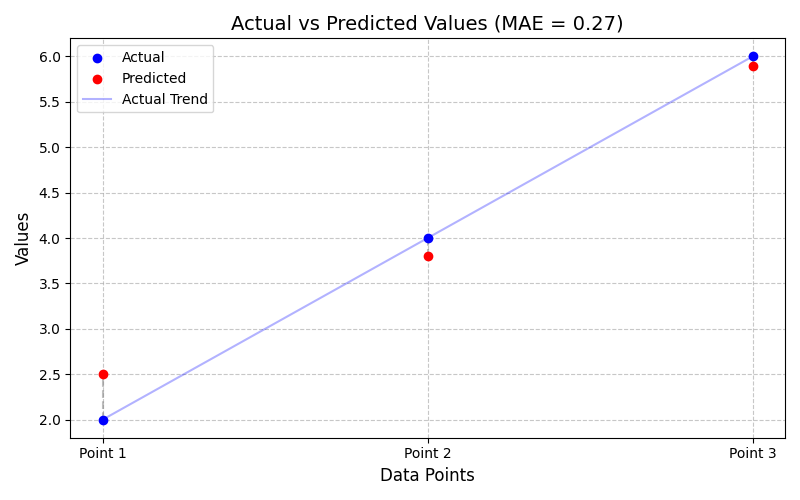 Actual vs Predicted Values (MAE = 0.27)
Actual
Predicted
Actual Trend
6.0
5.5
5.0
4.5
4.0
3.5
3.0
2.5
2.0
Values
Point 1 Point 2 Point 3
Data Points